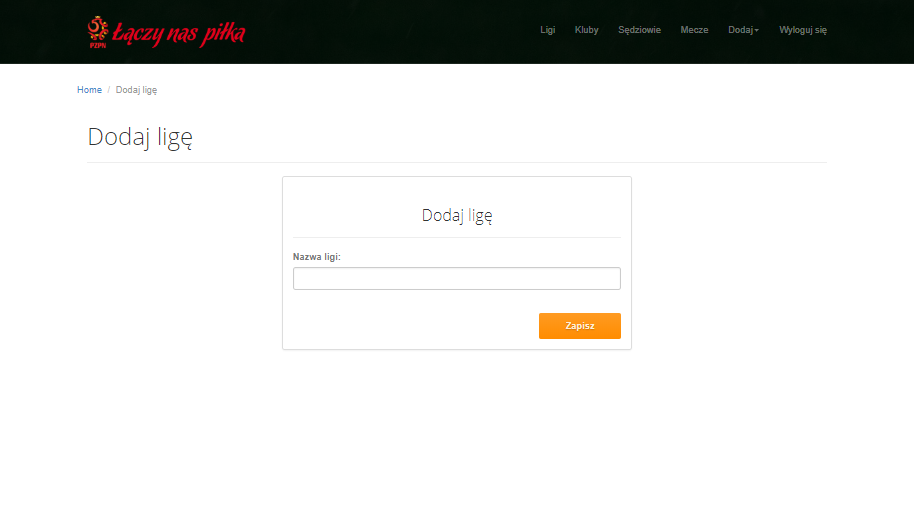 PZPN Łączy nas piłka
Ligi Kluby Sędziowie Mecze Dodaj Wyloguj się
Home / Dodaj ligę
Dodaj ligę
Dodaj ligę
Nazwa ligi:
Zapisz